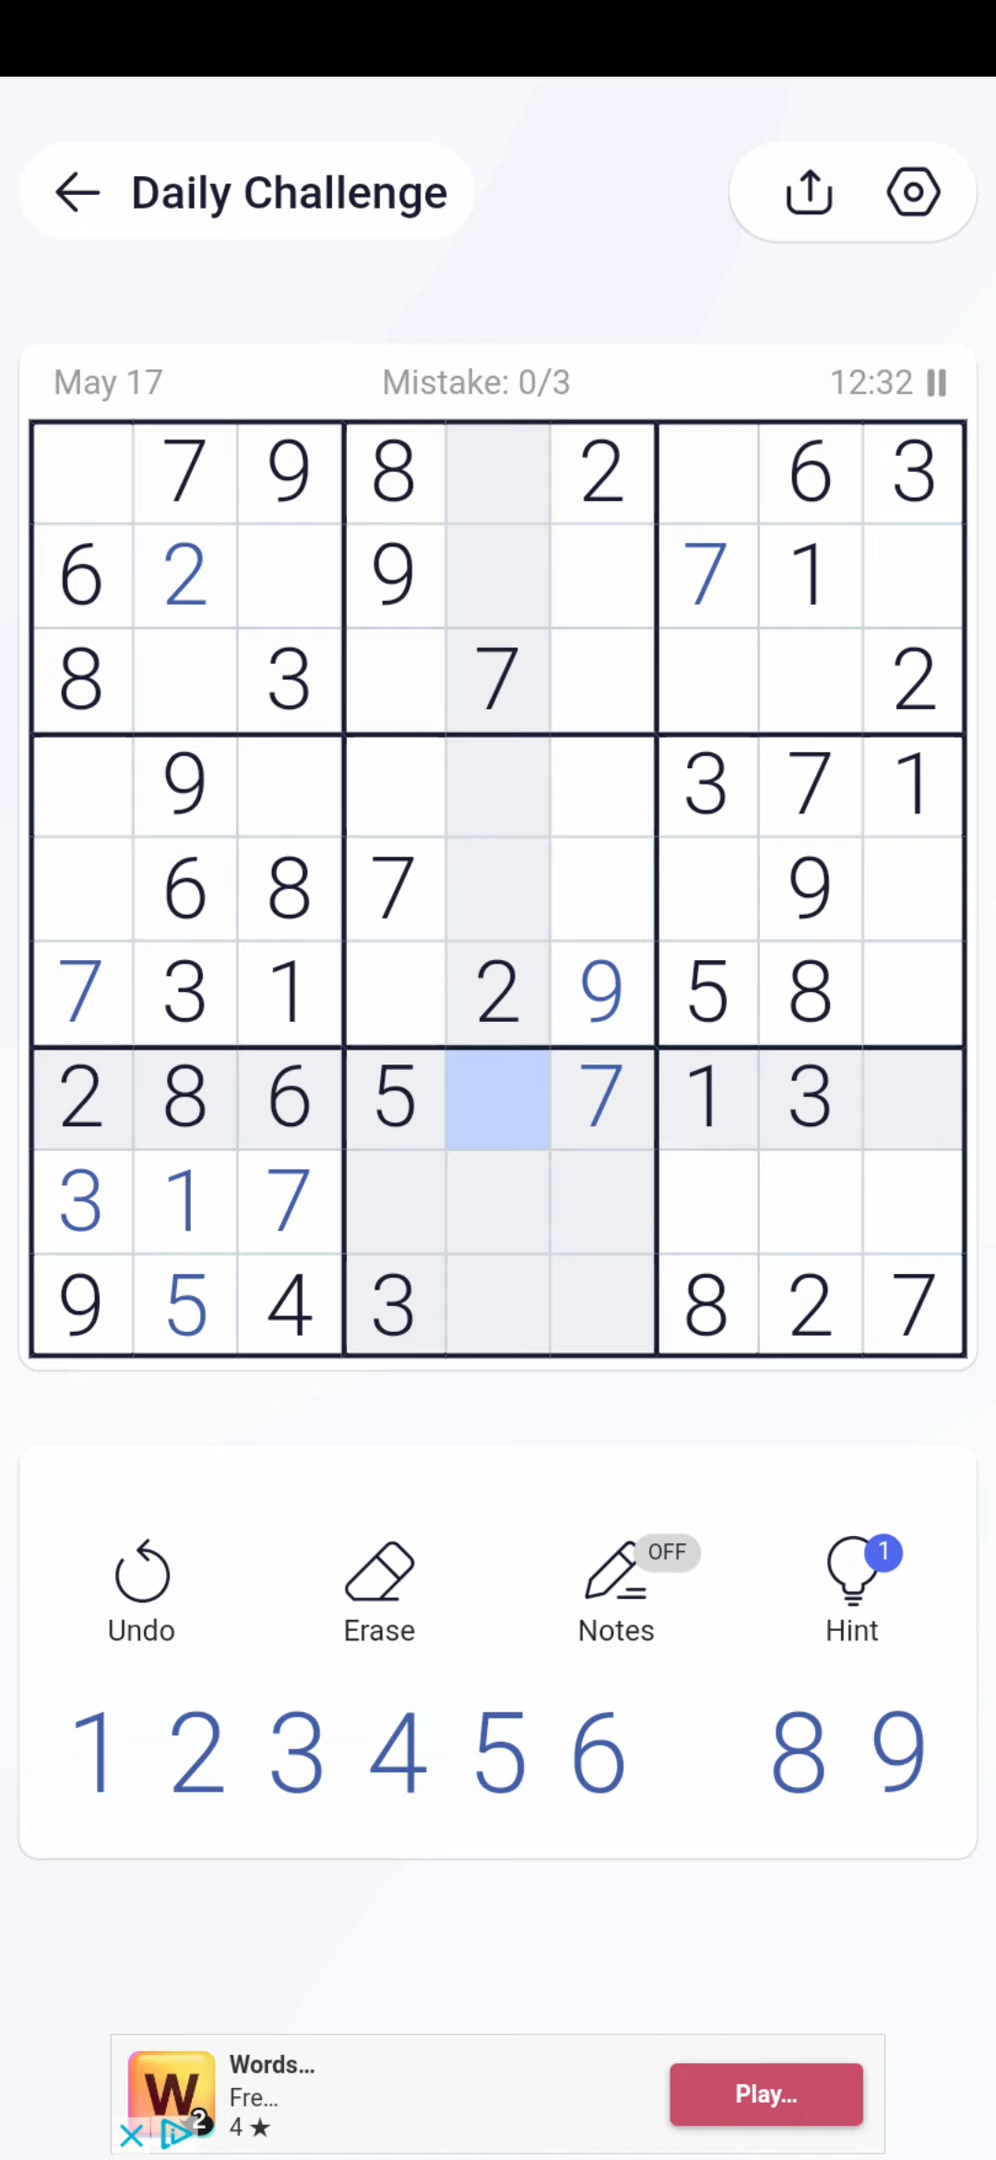 Daily Challenge
May 17 Mistake: 0/3 12:32
7 9 8 2 6 3
6 2 9 7 1
8 3 7 2
9 3 7 1
6 8 7 9
7 3 1 2 9 5 8
2 8 6 5 7 1 3
3 1 7
9 5 4 3 8 2 7
OFF 1
Undo Erase Notes Hint
1 2 3 4 5 6 8 9
W 2
Words...
Fre...
4 ★
Play...